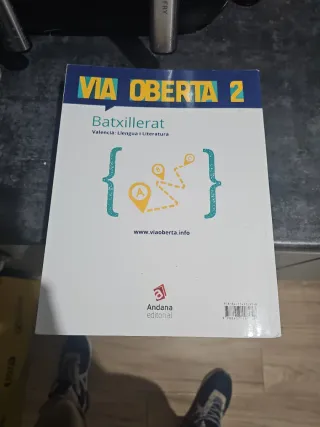 VIA OBERTA 2
Batxillerat
Valencià: Llengua i Literatura
www.viaoberta.info
Andana
editorial